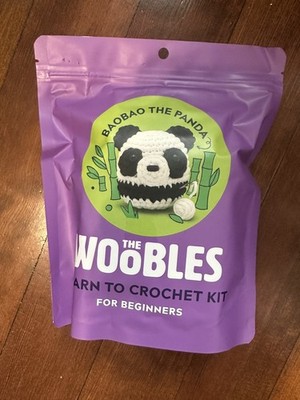 BAOBAO THE PANDA
THE
WOOBLES
ARN TO CROCHET KIT
FOR BEGINNERS